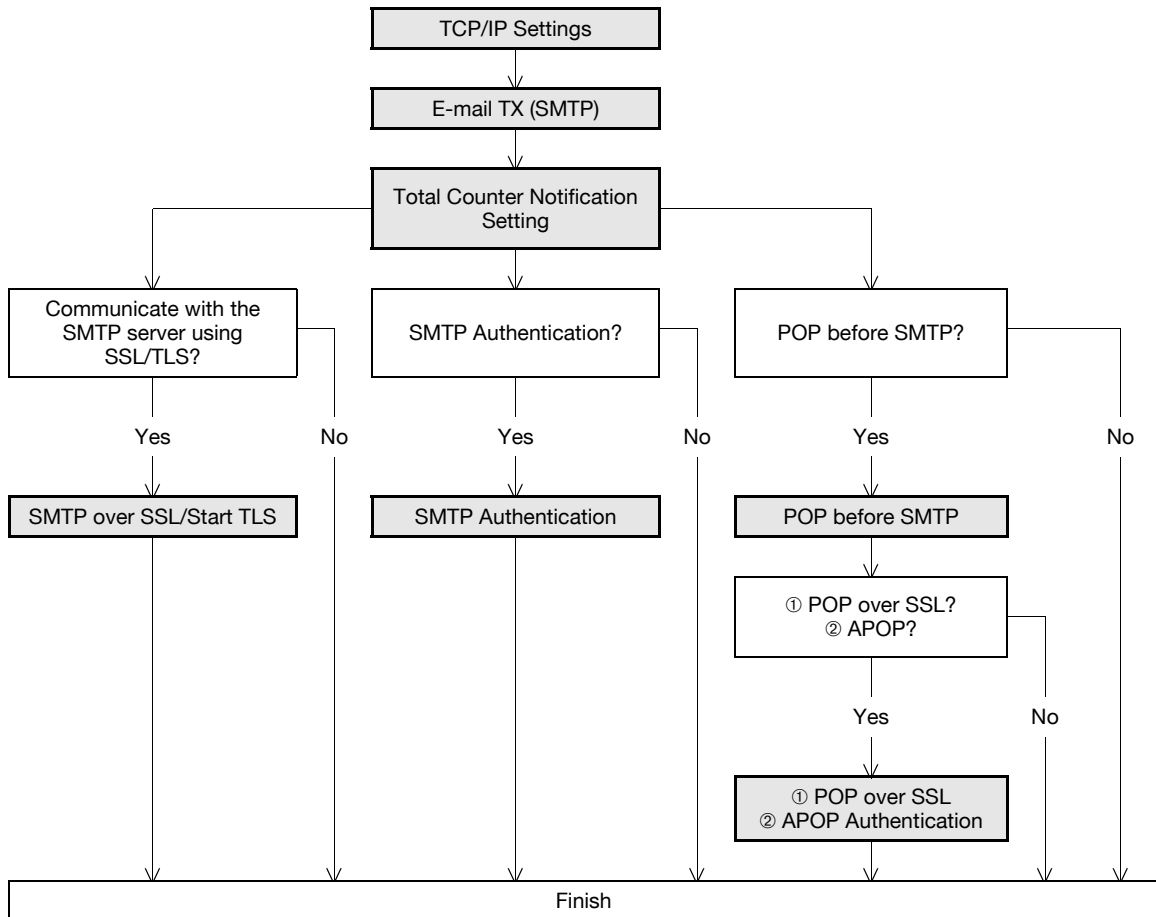 TCP/IP Settings
E-mail TX (SMTP)
Total Counter Notification
Setting
Communicate with the
SMTP server using
SSL/TLS?
SMTP Authentication?
POP before SMTP?
Yes
No
Yes
No
Yes
No
SMTP over SSL/Start TLS
SMTP Authentication
POP before SMTP
① POP over SSL?
② APOP?
Yes
No
① POP over SSL
② APOP Authentication
Finish